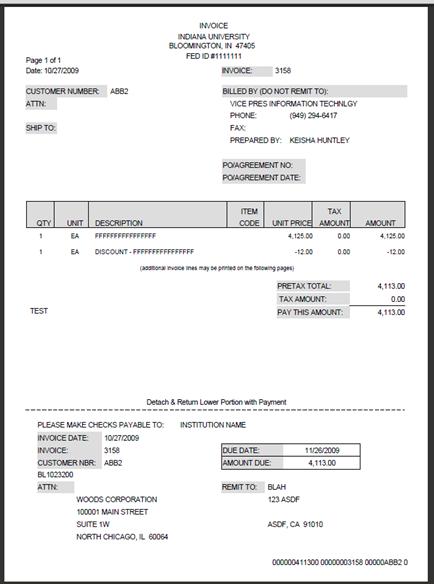 INVOICE
INDIANA UNIVERSITY
BLOOMINGTON, IN 47405
FED ID #1111111
Page 1 of 1
Date: 10/27/2009
INVOICE: 3158
CUSTOMER NUMBER: ABB2
BILLED BY (DO NOT REMIT TO):
ATTN:
VICE PRES INFORMATION TECHNLGY
PHONE: (949) 294-6417
SHIP TO:
FAX:
PREPARED BY: KEISHA HUNTLEY
PO/AGREEMENT NO:
PO/AGREEMENT DATE:
QTY UNIT DESCRIPTION ITEM CODE UNIT PRICE TAX AMOUNT AMOUNT
1 EA FFFFFFFFFFFFFFFF 4,125.00 0.00 4,125.00
1 EA DISCOUNT - FFFFFFFFFFFFFFFF -12.00 0.00 -12.00
(additional invoice lines may be printed on the following pages)
PRETAX TOTAL: 4,113.00
TAX AMOUNT: 0.00
TEST
PAY THIS AMOUNT: 4,113.00
Detach & Return Lower Portion with Payment
PLEASE MAKE CHECKS PAYABLE TO: INSTITUTION NAME
INVOICE DATE: 10/27/2009
INVOICE: 3158
DUE DATE: 11/26/2009
CUSTOMER NBR: ABB2
AMOUNT DUE: 4,113.00
BL1023200
ATTN:
REMIT TO: BLAH
WOODS CORPORATION
123 ASDF
100001 MAIN STREET
SUITE 1W
ASDF, CA 91010
NORTH CHICAGO, IL 60064
000000411300 00000003158 00000ABB2 0